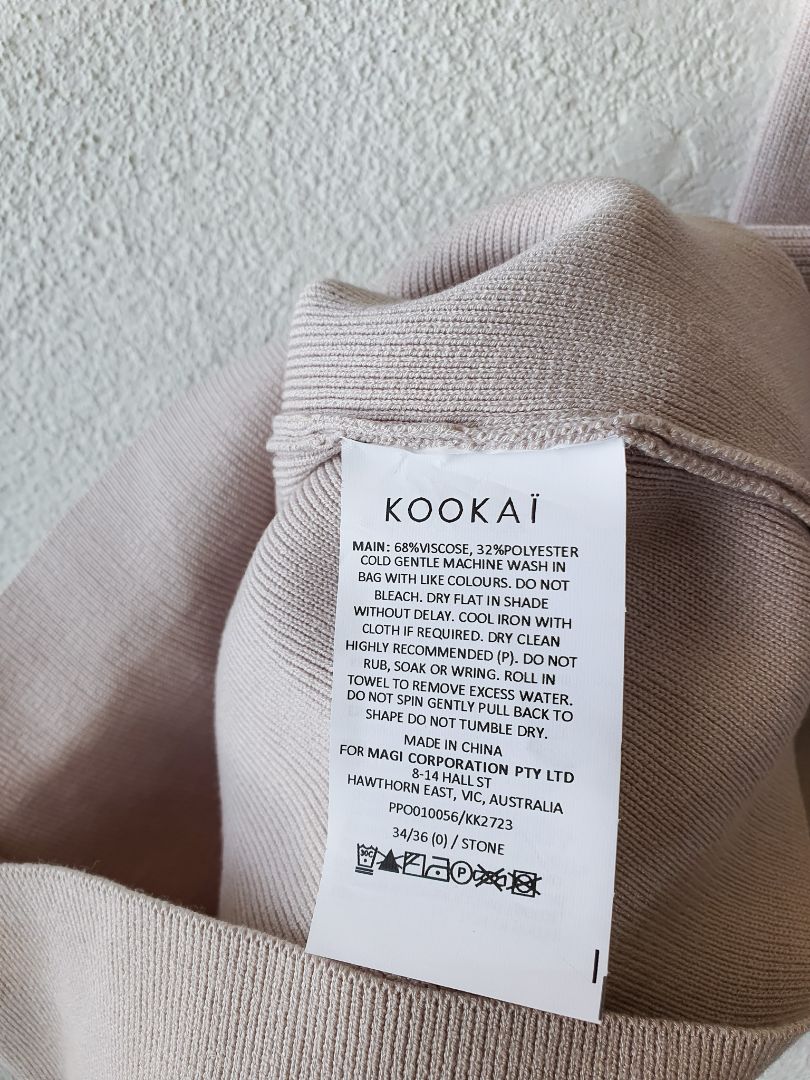 KOOKAÏ
MAIN: 68%VISCOSE, 32%POLYESTER
COLD GENTLE MACHINE WASH IN
BAG WITH LIKE COLOURS. DO NOT
BLEACH. DRY FLAT IN SHADE
WITHOUT DELAY. COOL IRON WITH
CLOTH IF REQUIRED. DRY CLEAN
HIGHLY RECOMMENDED (P). DO NOT
RUB, SOAK OR WRING. ROLL IN
TOWEL TO REMOVE EXCESS WATER.
DO NOT SPIN GENTLY PULL BACK TO
SHAPE DO NOT TUMBLE DRY.
MADE IN CHINA
FOR MAGI CORPORATION PTY LTD
8-14 HALL ST
HAWTHORN EAST, VIC, AUSTRALIA
PPO010056/KK2723
34/36 (0) / STONE
30C P